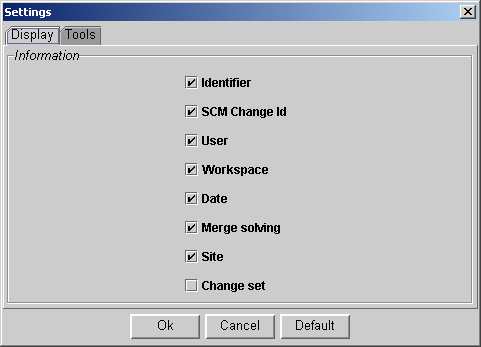 Settings
Display Tools
Information
Identifier
SCM Change Id
User
Workspace
Date
Merge solving
Site
Change set
Ok Cancel Default